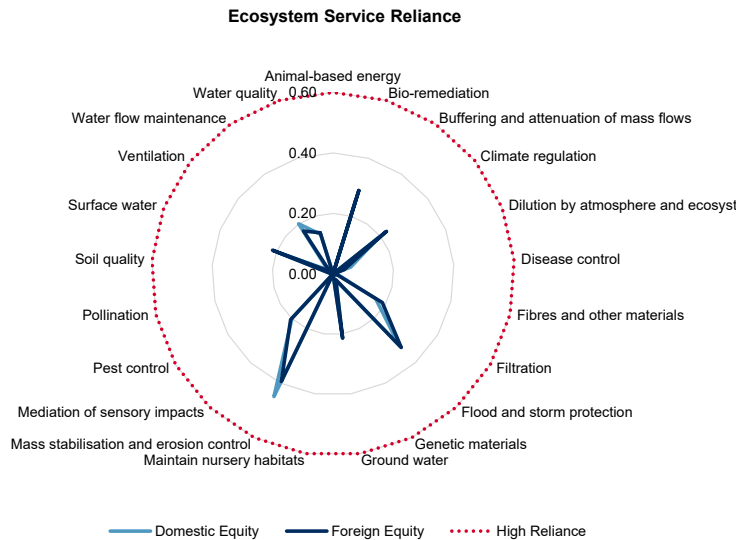 Ecosystem Service Reliance
Animal-based energy
Bio-remediation
Buffering and attenuation of mass flows
Climate regulation
Dilution by atmosphere and ecosyst
Disease control
Fibres and other materials
Filtration
Flood and storm protection
Genetic materials
Ground water
Maintain nursery habitats
Mass stabilisation and erosion control
Mediation of sensory impacts
Pest control
Pollination
Soil quality
Surface water
Ventilation
Water flow maintenance
Water quality
0.60
0.40
0.20
0.00
Domestic Equity
Foreign Equity
High Reliance